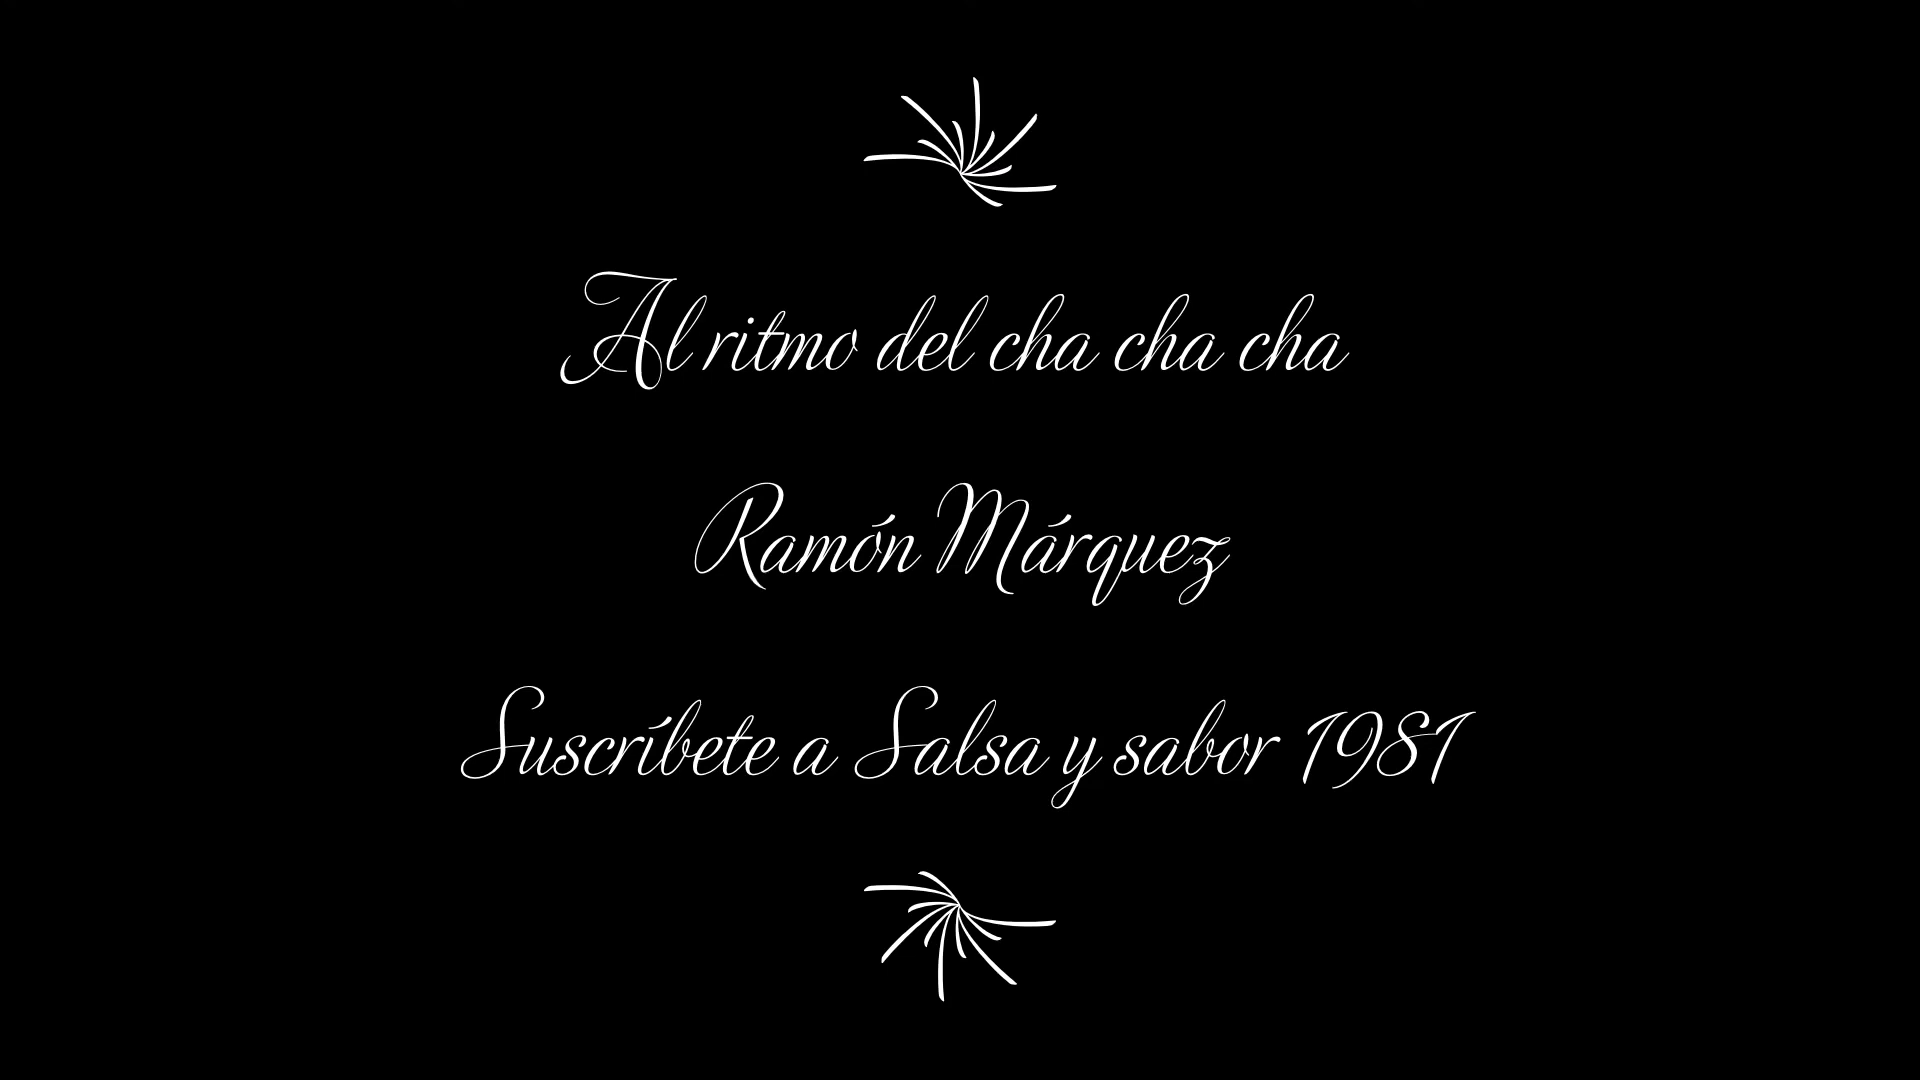 Al ritmo del cha cha cha
Ramón Márquez
Suscríbete a Salsa y sabor 1981